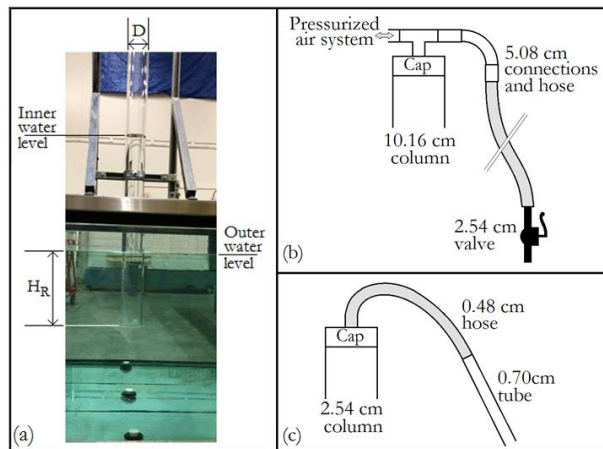 D
Inner
water
level
Outer
water
level
H_R
(a)
Pressurized
air system
Cap
5.08 cm
connections
and hose
10.16 cm
column
2.54 cm
valve
(b)
0.48 cm
hose
Cap
0.70cm
tube
2.54 cm
column
(c)